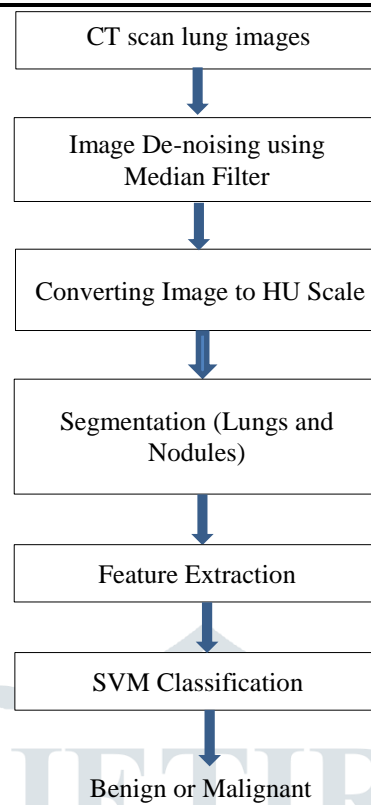 CT scan lung images
Image De-noising using
Median Filter
Converting Image to HU Scale
Segmentation (Lungs and
Nodules)
Feature Extraction
SVM Classification
Benign or Malignant
JETIR